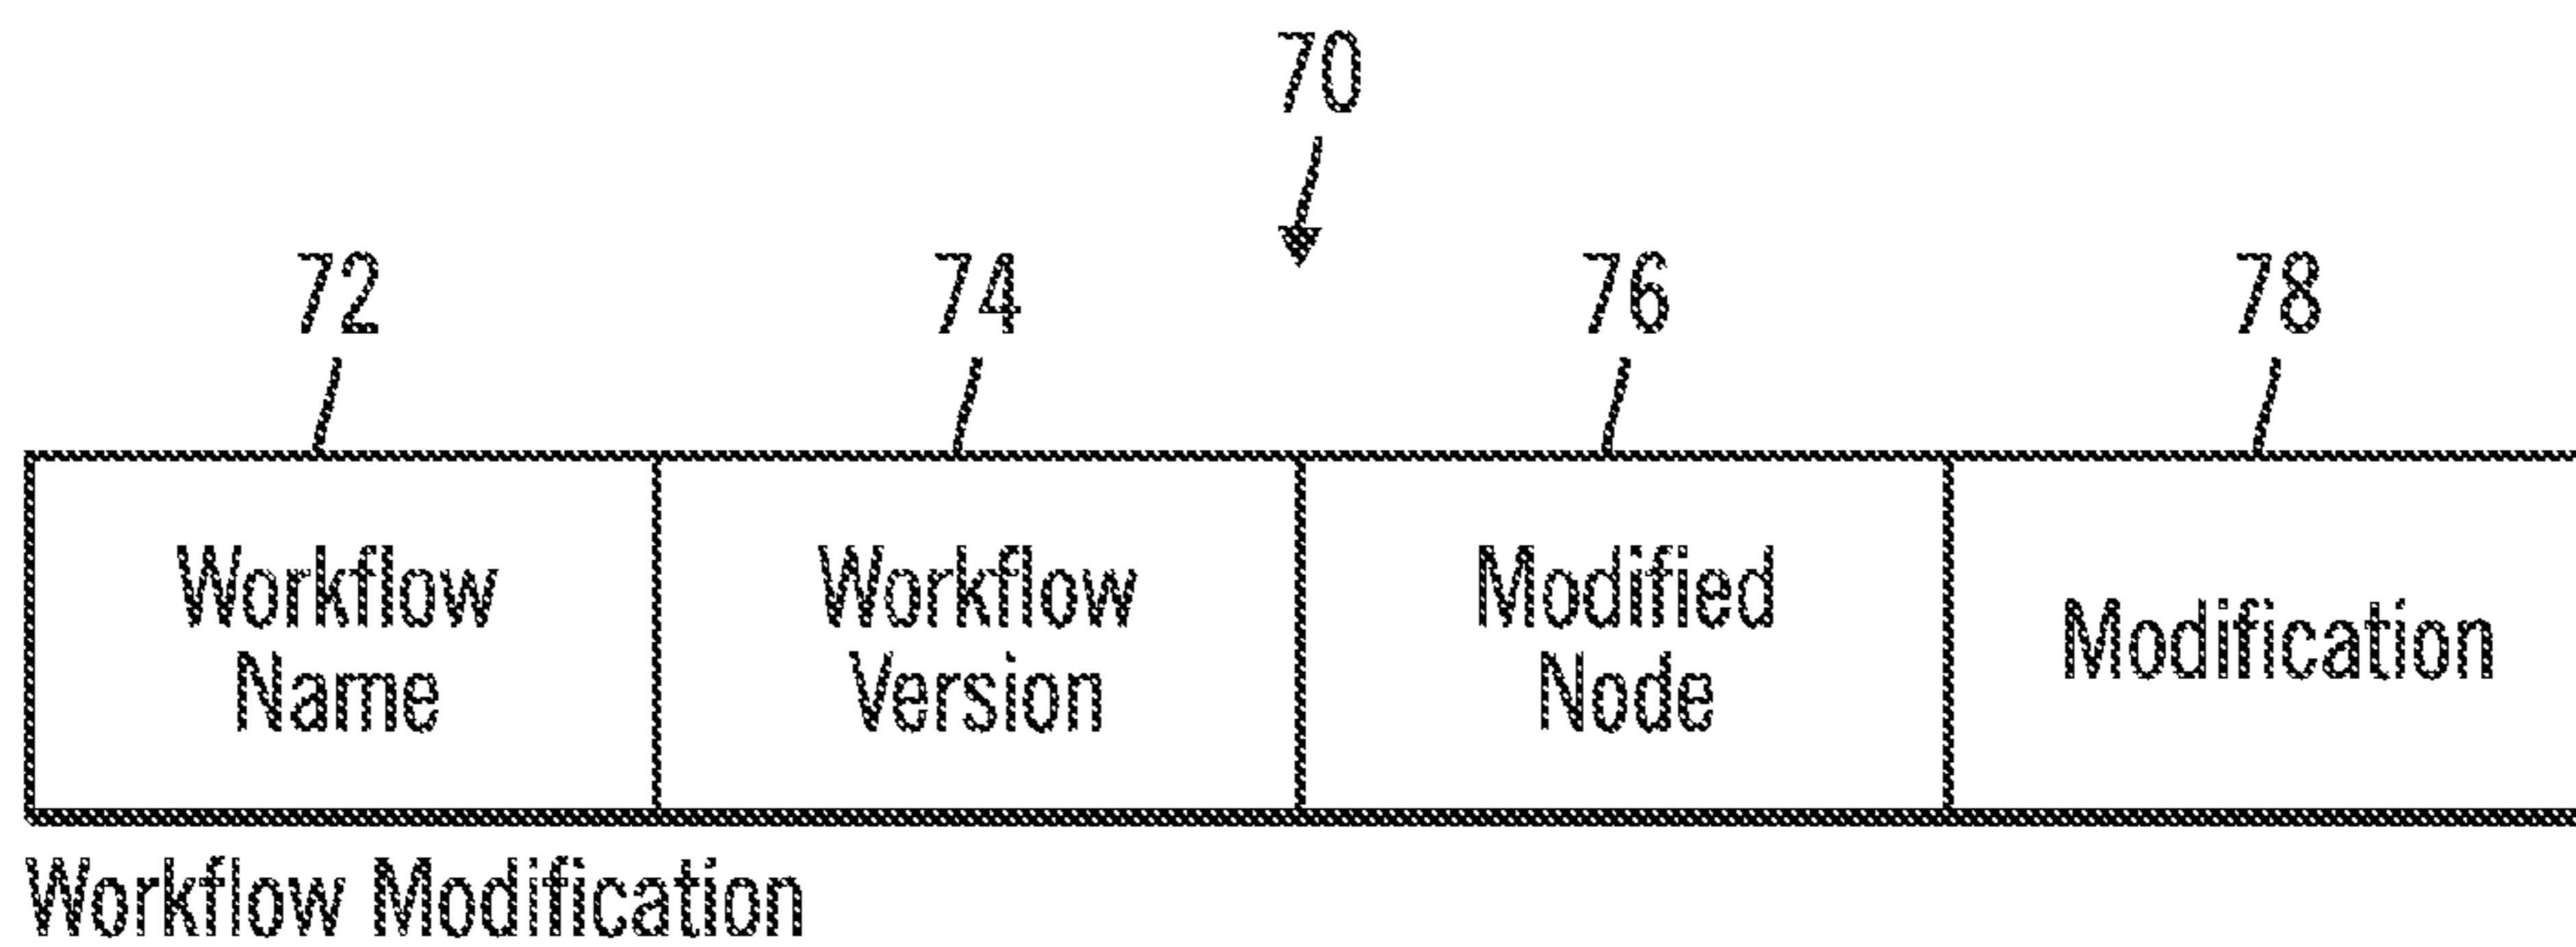 70
72 74 76 78
Workflow
Name
Workflow
Version
Modified
Node
Modification
Workflow Modification